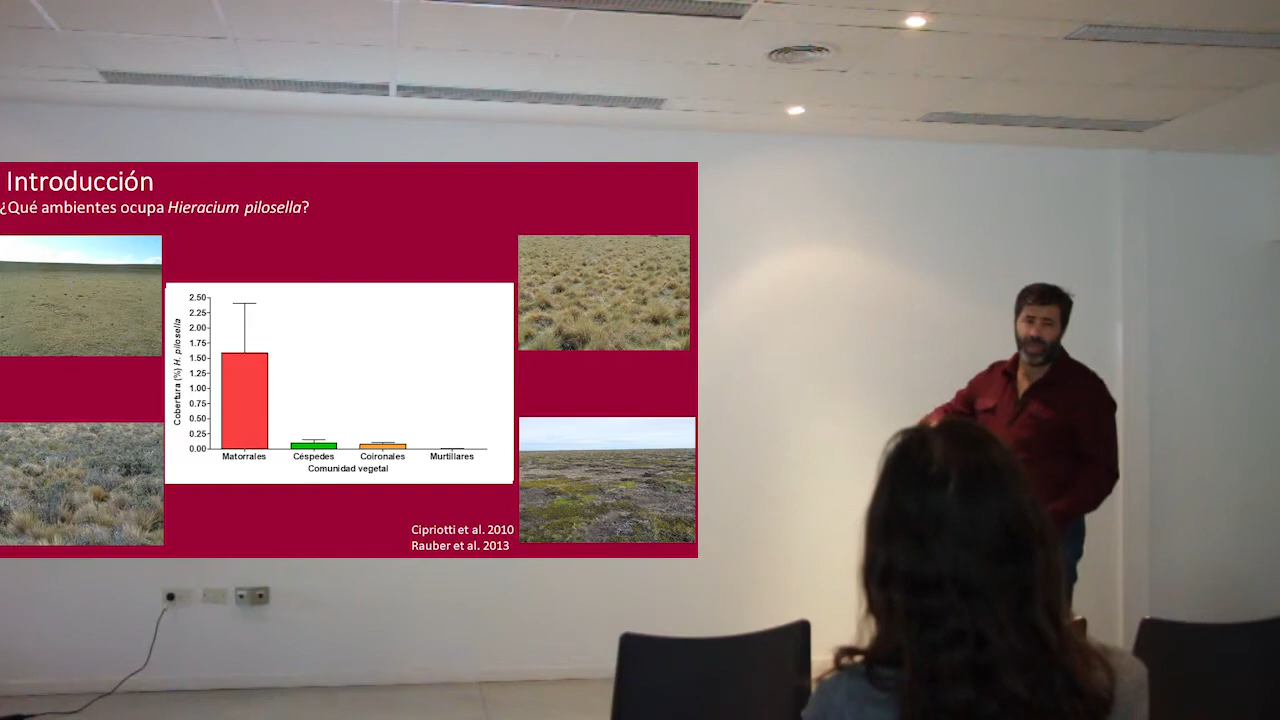 Introducción
¿Qué ambientes ocupa Hieracium pilosella?
2.50
2.25
2.00
1.75
1.50
1.25
1.00
0.75
0.50
0.25
0.00
Cobertura (%) H. pilosella
Matorrales Céspedes Coironales Murtillares
Comunidad vegetal
Cipriotti et al. 2010
Rauber et al. 2013